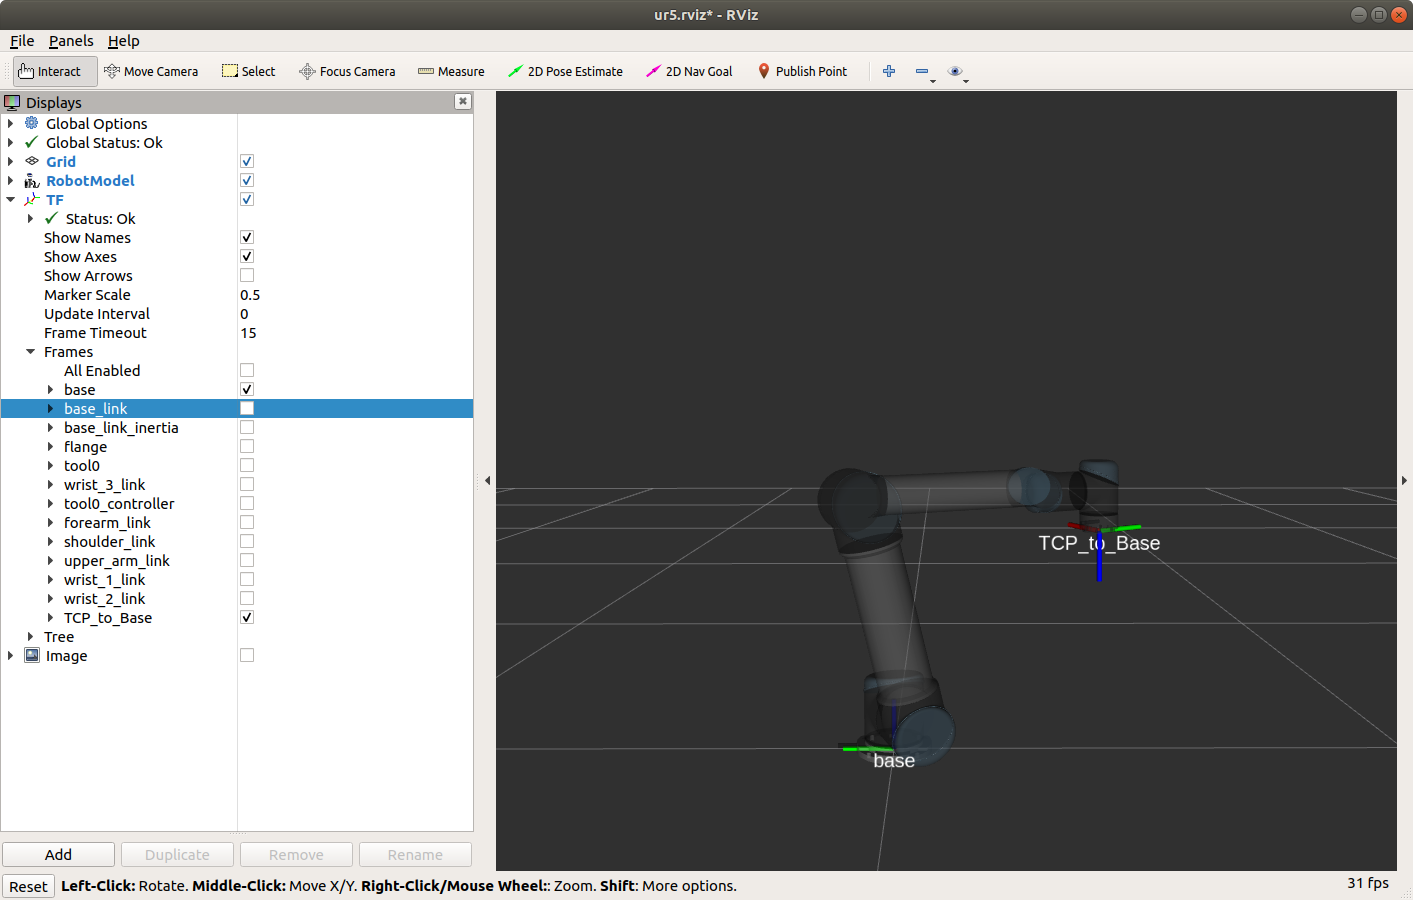 ur5.rviz* - RViz
File Panels Help
Interact Move Camera Select Focus Camera Measure 2D Pose Estimate 2D Nav Goal Publish Point
Displays
Global Options
Global Status: Ok
Grid
RobotModel
TF
Status: Ok
Show Names
Show Axes
Show Arrows
Marker Scale 0.5
Update Interval 0
Frame Timeout 15
Frames
All Enabled
base
base_link
base_link_inertia
flange
tool0
wrist_3_link
tool0_controller
forearm_link
shoulder_link
upper_arm_link
wrist_1_link
wrist_2_link
TCP_to_Base
Tree
Image
TCP_to_Base
base
Add Duplicate Remove Rename
Reset Left-Click: Rotate. Middle-Click: Move X/Y. Right-Click/Mouse Wheel:: Zoom. Shift: More options. 31 fps